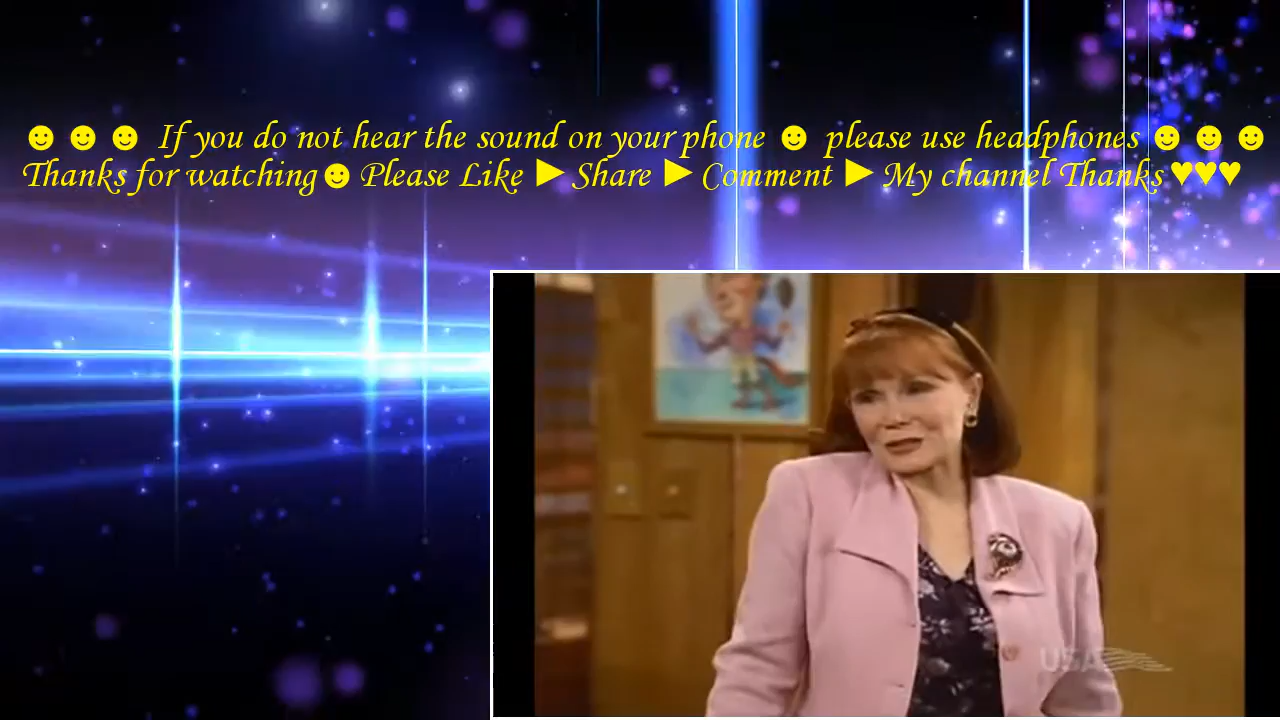 ☻ ☻ ☻ If you do not hear the sound on your phone ☻ please use headphones ☻ ☻ ☻
Thanks for watching☻ Please Like ► Share ► Comment ► My channel Thanks ♥♥♥
USA